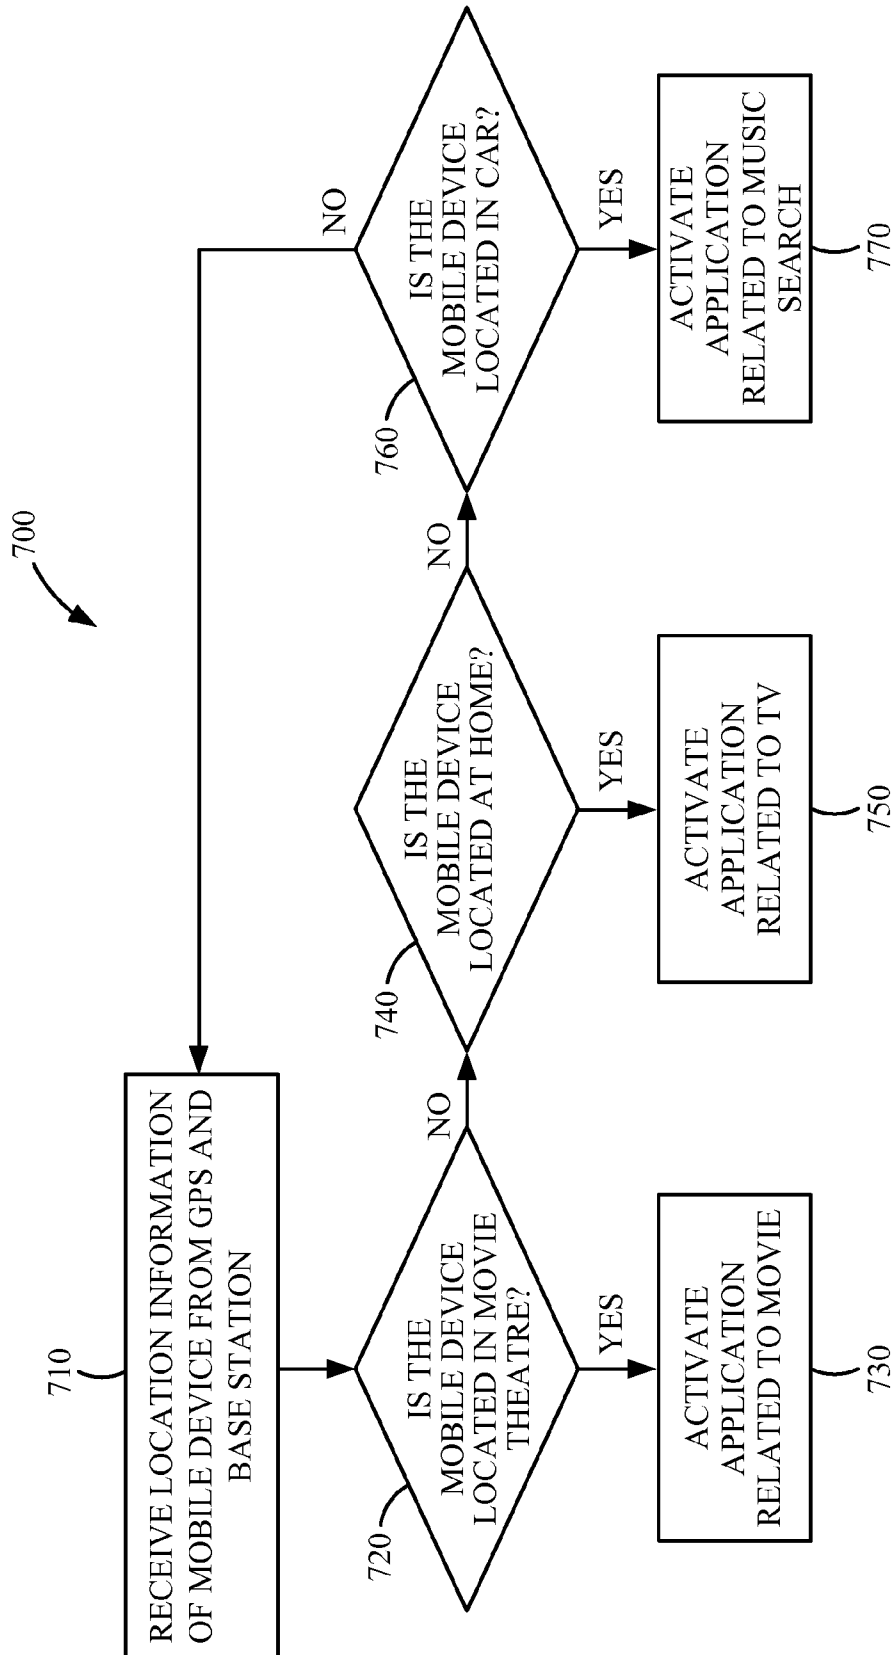 700
710
RECEIVE LOCATION INFORMATION
OF MOBILE DEVICE FROM GPS AND
BASE STATION
720
IS THE
MOBILE DEVICE
LOCATED IN MOVIE
THEATRE?
NO
YES
ACTIVATE
APPLICATION
RELATED TO MOVIE
730
740
IS THE
MOBILE DEVICE
LOCATED AT HOME?
NO
YES
ACTIVATE
APPLICATION
RELATED TO TV
750
760
IS THE
MOBILE DEVICE
LOCATED IN CAR?
NO
YES
ACTIVATE
APPLICATION
RELATED TO MUSIC
SEARCH
770